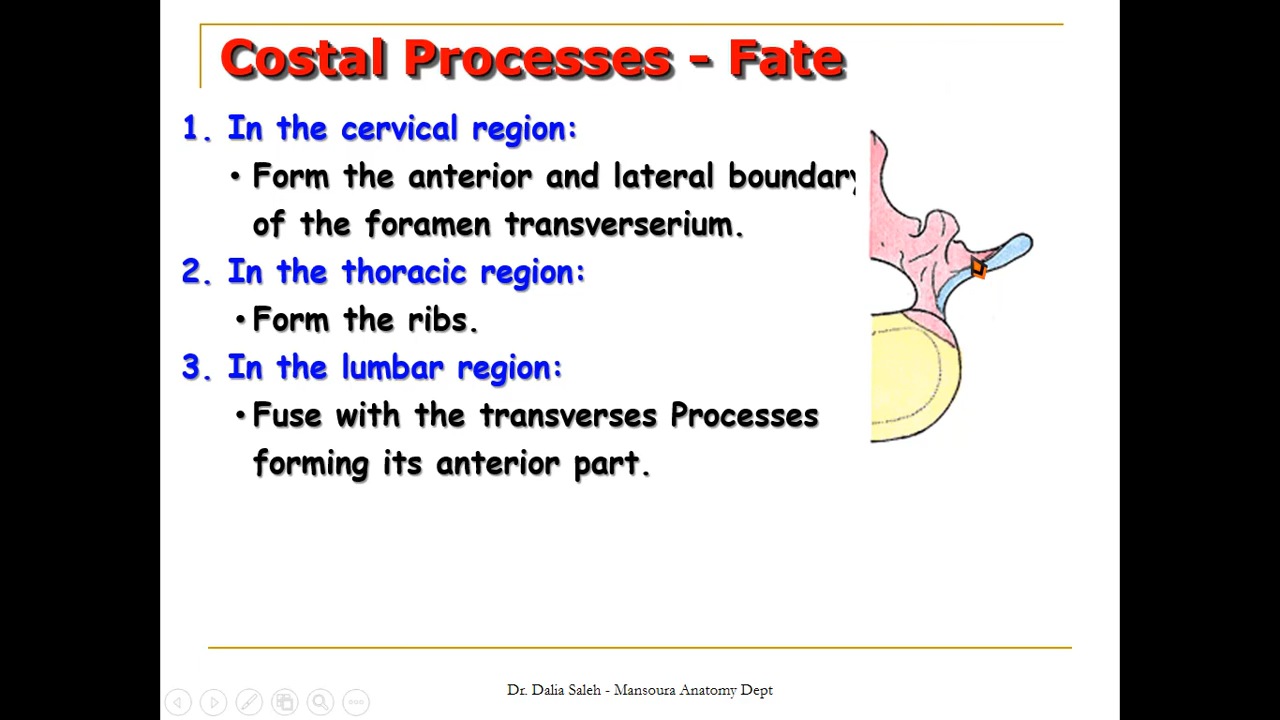 Costal Processes - Fate
1. In the cervical region:
• Form the anterior and lateral boundary
of the foramen transverserium.
2. In the thoracic region:
• Form the ribs.
3. In the lumbar region:
• Fuse with the transverses Processes
forming its anterior part.
Dr. Dalia Saleh - Mansoura Anatomy Dept